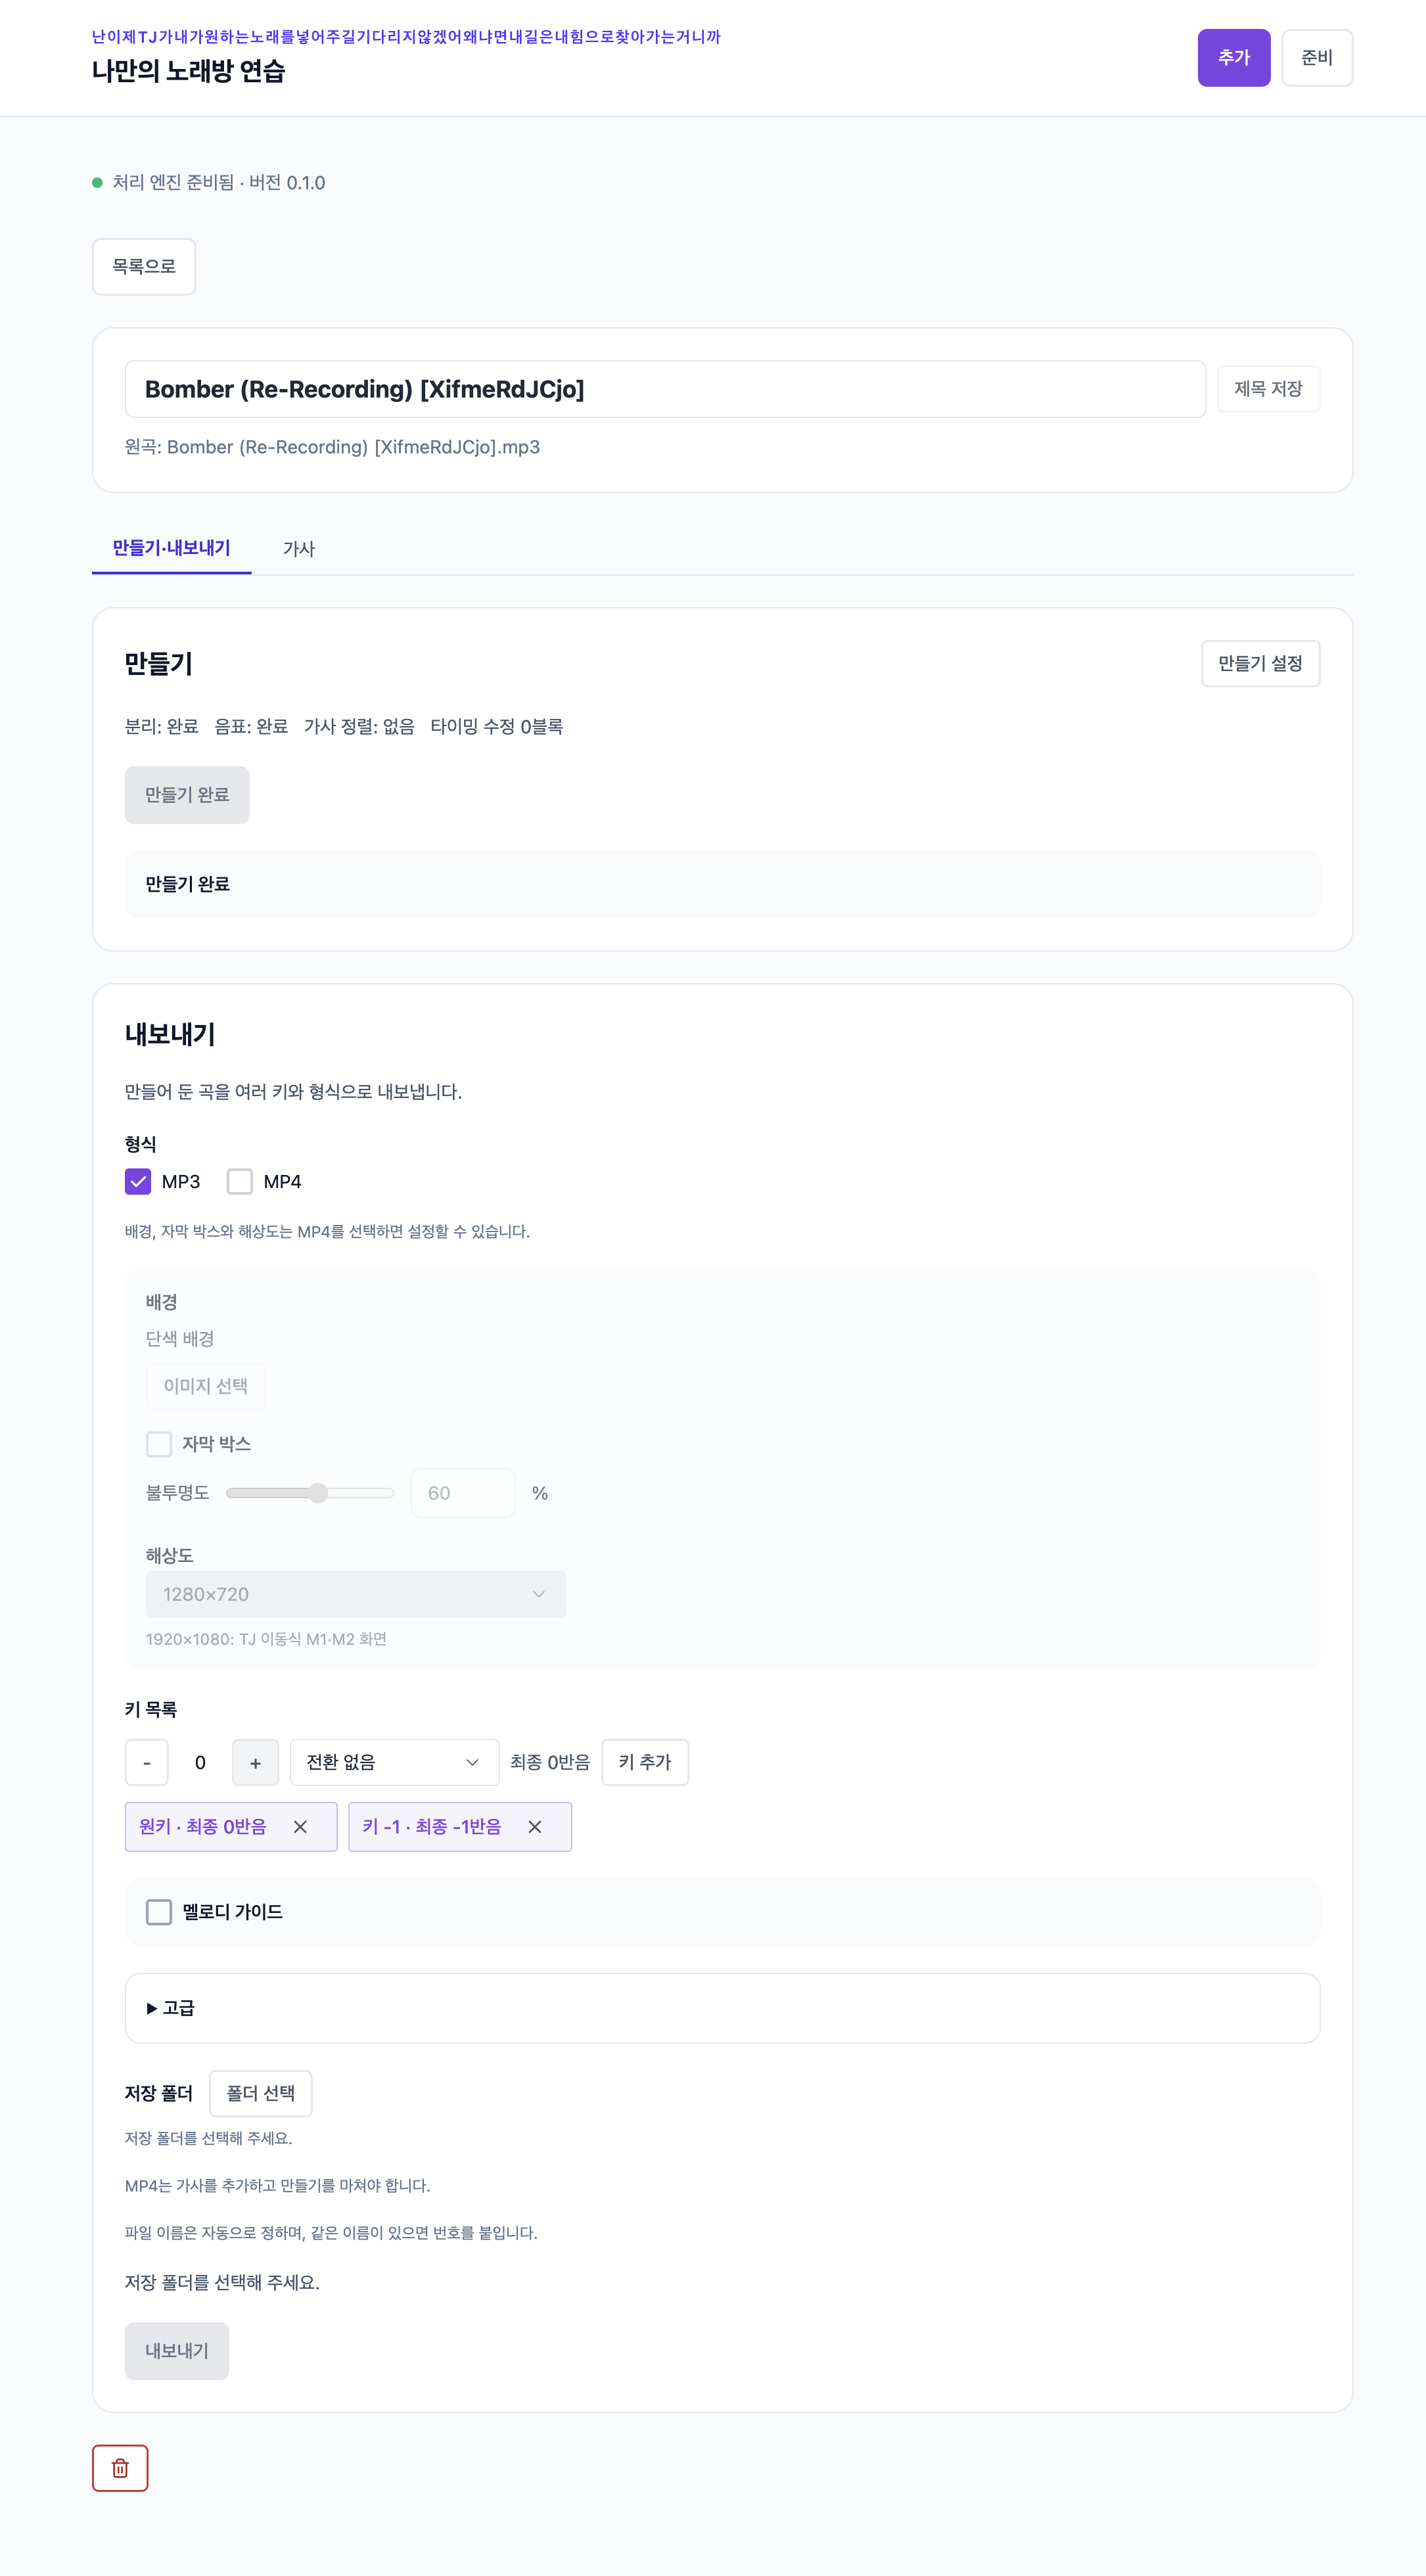 난이제TJ가내가원하는노래를넣어주길기다리지않겠어왜냐면내길은내힘으로찾아가는거니까
나만의 노래방 연습
추가
준비
처리 엔진 준비됨 · 버전 0.1.0
목록으로
Bomber (Re-Recording) [XifmeRdJCjo]
제목 저장
원곡: Bomber (Re-Recording) [XifmeRdJCjo].mp3
만들기·내보내기
가사
만들기
만들기 설정
분리: 완료 음표: 완료 가사 정렬: 없음 타이밍 수정 0블록
만들기 완료
만들기 완료
내보내기
만들어 둔 곡을 여러 키와 형식으로 내보냅니다.
형식
MP3 MP4
배경, 자막 박스와 해상도는 MP4를 선택하면 설정할 수 있습니다.
배경
단색 배경
이미지 선택
자막 박스
불투명도 60 %
해상도
1280×720
1920×1080: TJ 이동식 M1·M2 화면
키 목록
- 0 + 전환 없음 최종 0반음 키 추가
원키 · 최종 0반음 키 -1 · 최종 -1반음
멜로디 가이드
고급
저장 폴더 폴더 선택
저장 폴더를 선택해 주세요.
MP4는 가사를 추가하고 만들기를 마쳐야 합니다.
파일 이름은 자동으로 정하며, 같은 이름이 있으면 번호를 붙입니다.
저장 폴더를 선택해 주세요.
내보내기